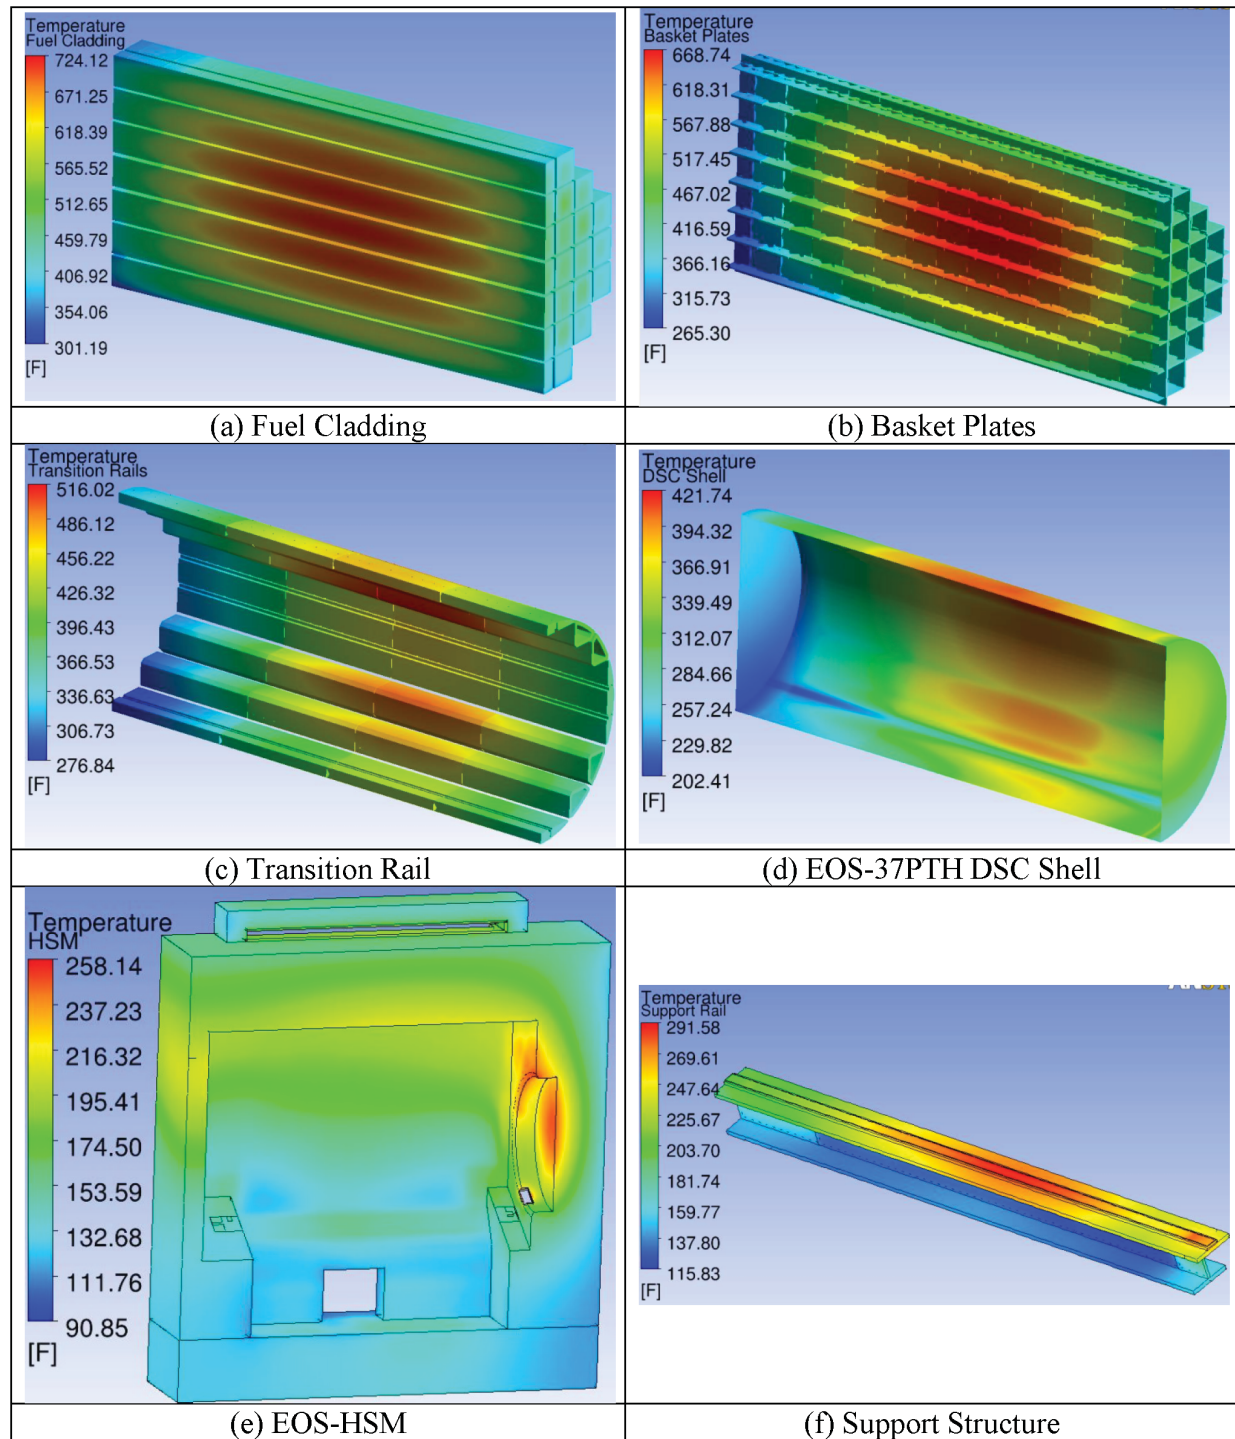 Temperature
Fuel Cladding
724.12
671.25
618.39
565.52
512.65
459.79
406.92
354.06
301.19
[F]
(a) Fuel Cladding
Temperature
Basket Plates
668.74
618.31
567.88
517.45
467.02
416.59
366.16
315.73
265.30
[F]
(b) Basket Plates
Temperature
Transition Rails
516.02
486.12
456.22
426.32
396.43
366.53
336.63
306.73
276.84
[F]
(c) Transition Rail
Temperature
DSC Shell
421.74
394.32
366.91
339.49
312.07
284.66
257.24
229.82
202.41
[F]
(d) EOS-37PTH DSC Shell
Temperature
HSM
258.14
237.23
216.32
195.41
174.50
153.59
132.68
111.76
90.85
[F]
(e) EOS-HSM
Temperature
Support Rail
291.58
269.61
247.64
225.67
203.70
181.74
159.77
137.80
115.83
[F]
(f) Support Structure